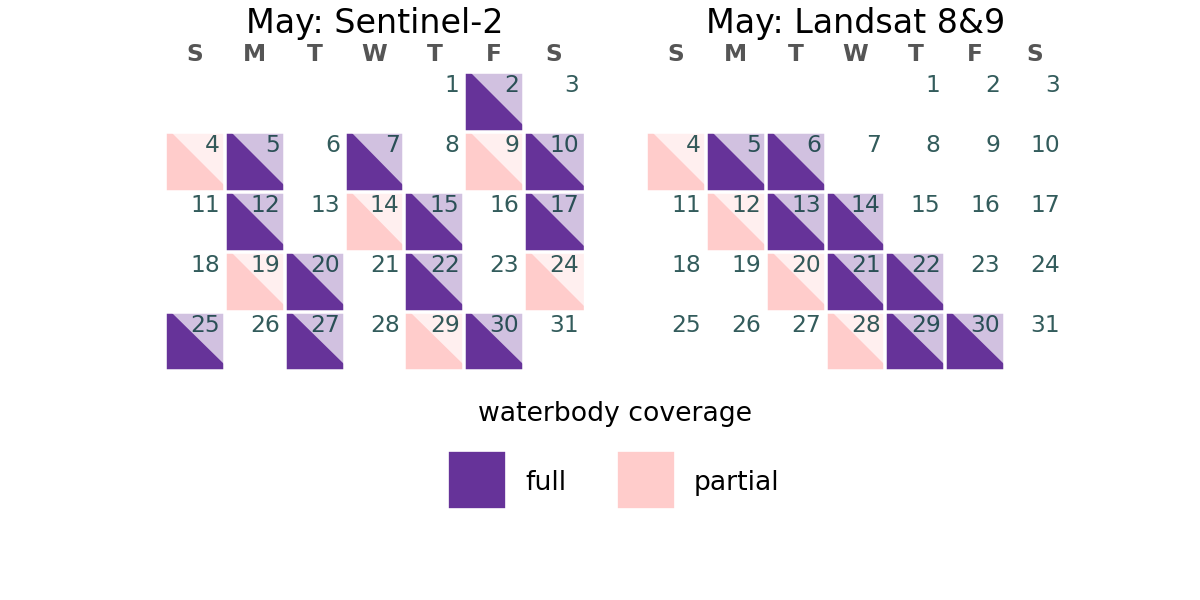 May: Sentinel-2
S M T W T F S
1 2 3
4 5 6 7 8 9 10
11 12 13 14 15 16 17
18 19 20 21 22 23 24
25 26 27 28 29 30 31
May: Landsat 8&9
S M T W T F S
1 2 3
4 5 6 7 8 9 10
11 12 13 14 15 16 17
18 19 20 21 22 23 24
25 26 27 28 29 30 31
waterbody coverage
full partial